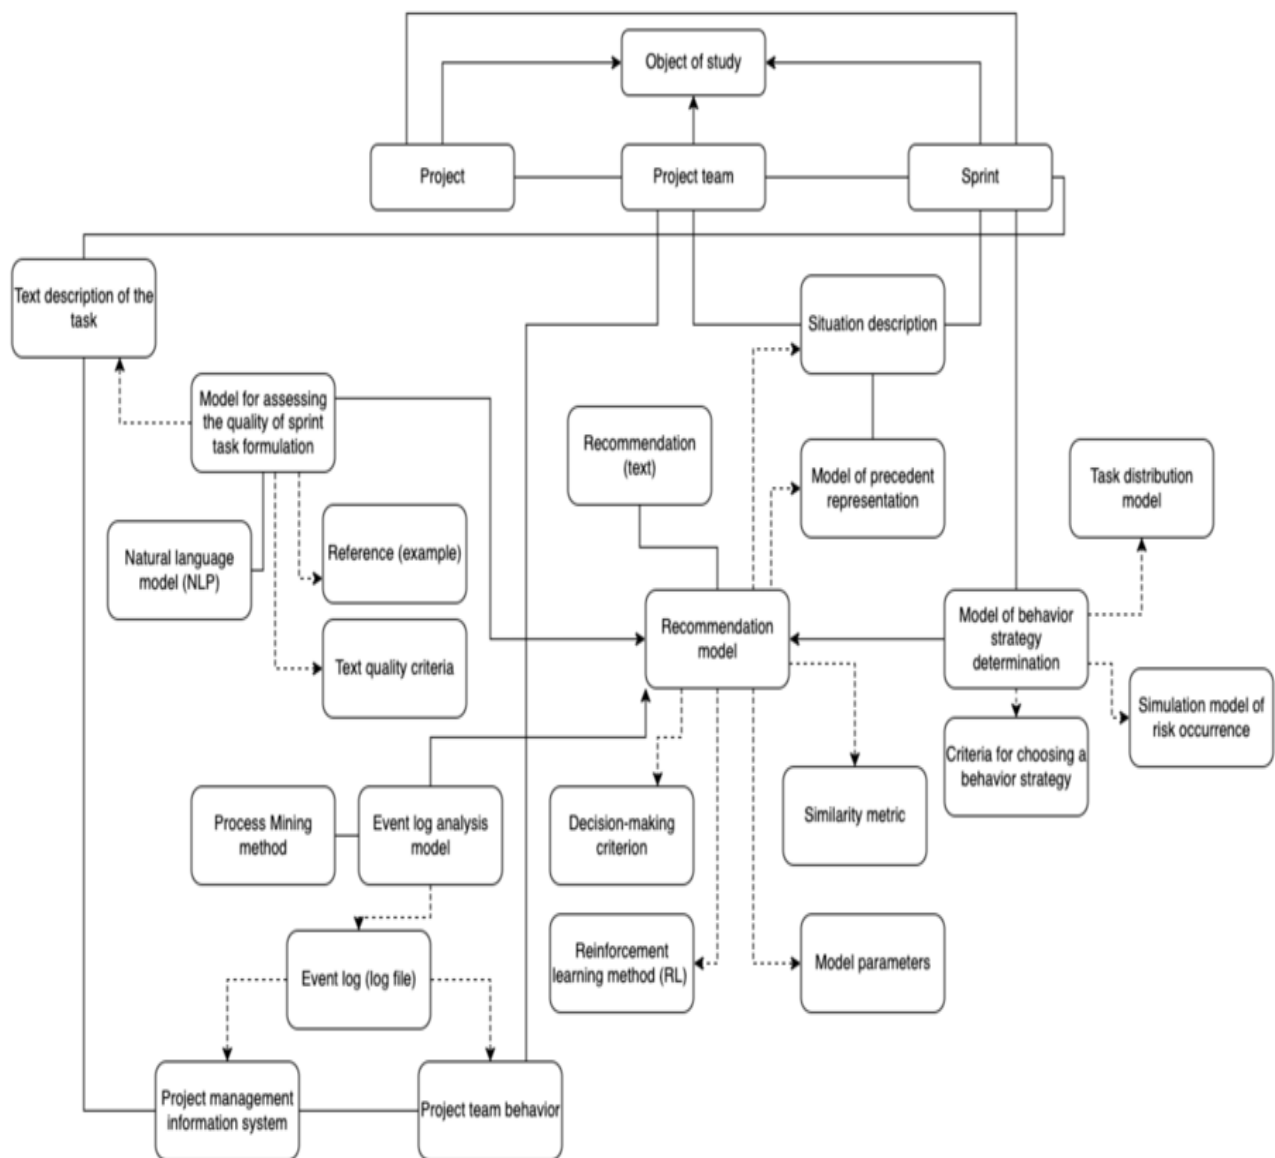 Object of study
Project
Project team
Sprint
Text description of the
task
Situation description
Model for assessing
the quality of sprint
task formulation
Recommendation
(text)
Model of precedent
representation
Task distribution
model
Natural language
model (NLP)
Reference (example)
Text quality criteria
Recommendation
model
Model of behavior
strategy
determination
Simulation model of
risk occurrence
Criteria for choosing a
behavior strategy
Process Mining
method
Event log analysis
model
Decision-making
criterion
Similarity metric
Event log (log file)
Reinforcement
learning method (RL)
Model parameters
Project management
information system
Project team behavior